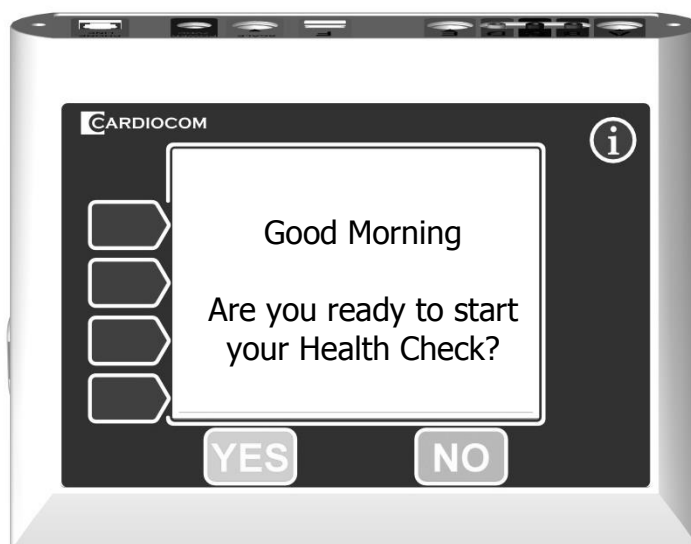 CARDIOCOM
Good Morning
Are you ready to start
your Health Check?
YES
NO